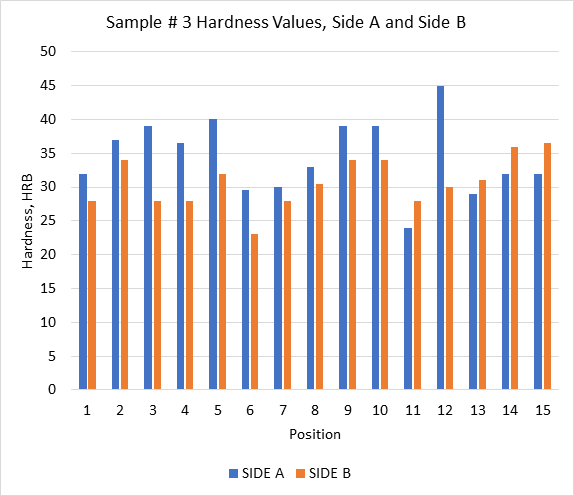 Sample # 3 Hardness Values, Side A and Side B
50
45
40
35
30
25
20
15
10
5
0
Hardness, HRB
1 2 3 4 5 6 7 8 9 10 11 12 13 14 15
Position
SIDE A SIDE B